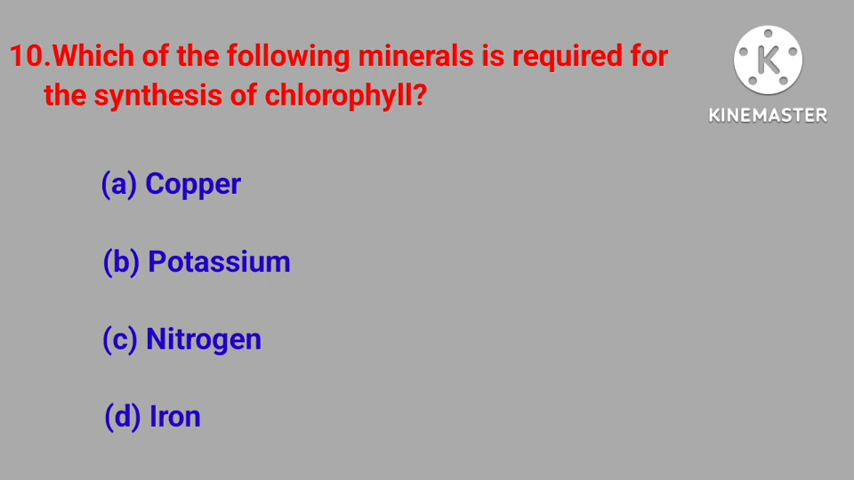 10.Which of the following minerals is required for
the synthesis of chlorophyll?
K
KINEMASTER
(a) Copper
(b) Potassium
(c) Nitrogen
(d) Iron